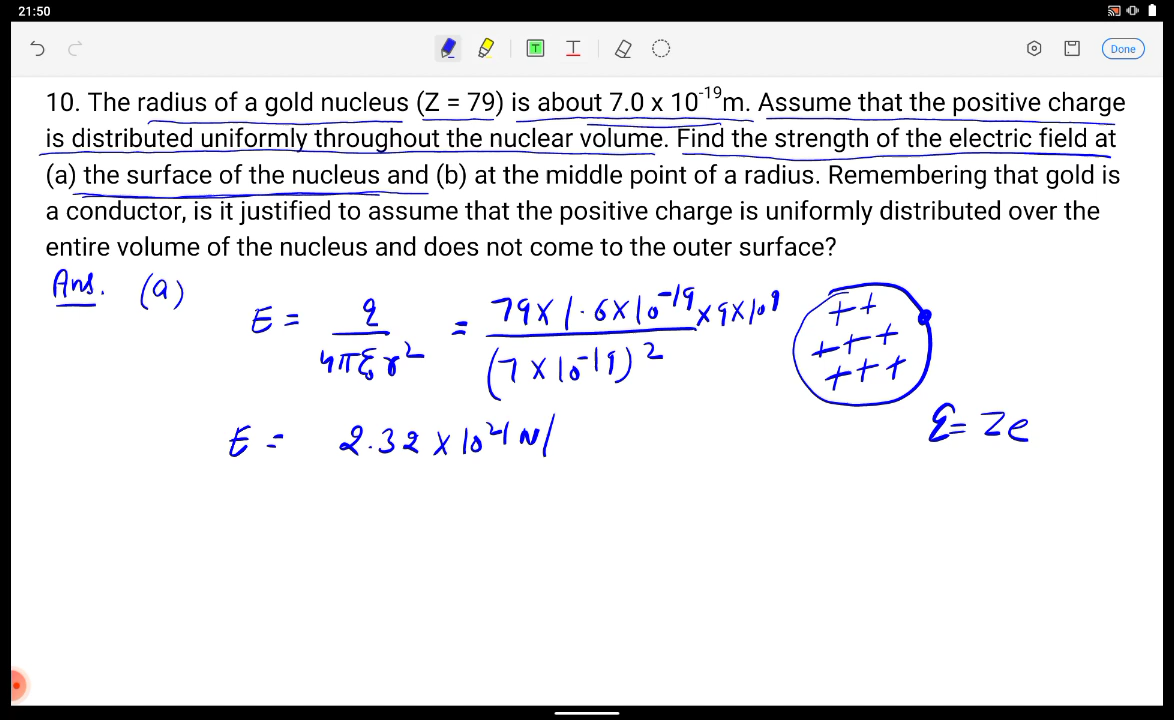 21:50
T T Done
10. The radius of a gold nucleus (Z = 79) is about 7.0 x 10⁻¹⁹m. Assume that the positive charge
is distributed uniformly throughout the nuclear volume. Find the strength of the electric field at
(a) the surface of the nucleus and (b) at the middle point of a radius. Remembering that gold is
a conductor, is it justified to assume that the positive charge is uniformly distributed over the
entire volume of the nucleus and does not come to the outer surface?
Ans. (a)
E = q / 4πε₀r² = 79 × 1.6 × 10⁻¹⁹ × 9 × 10⁹ / (7 × 10⁻¹⁹)²
+ +
+ + +
+ + +
q = Ze
E = 2.32 × 10²¹ N/